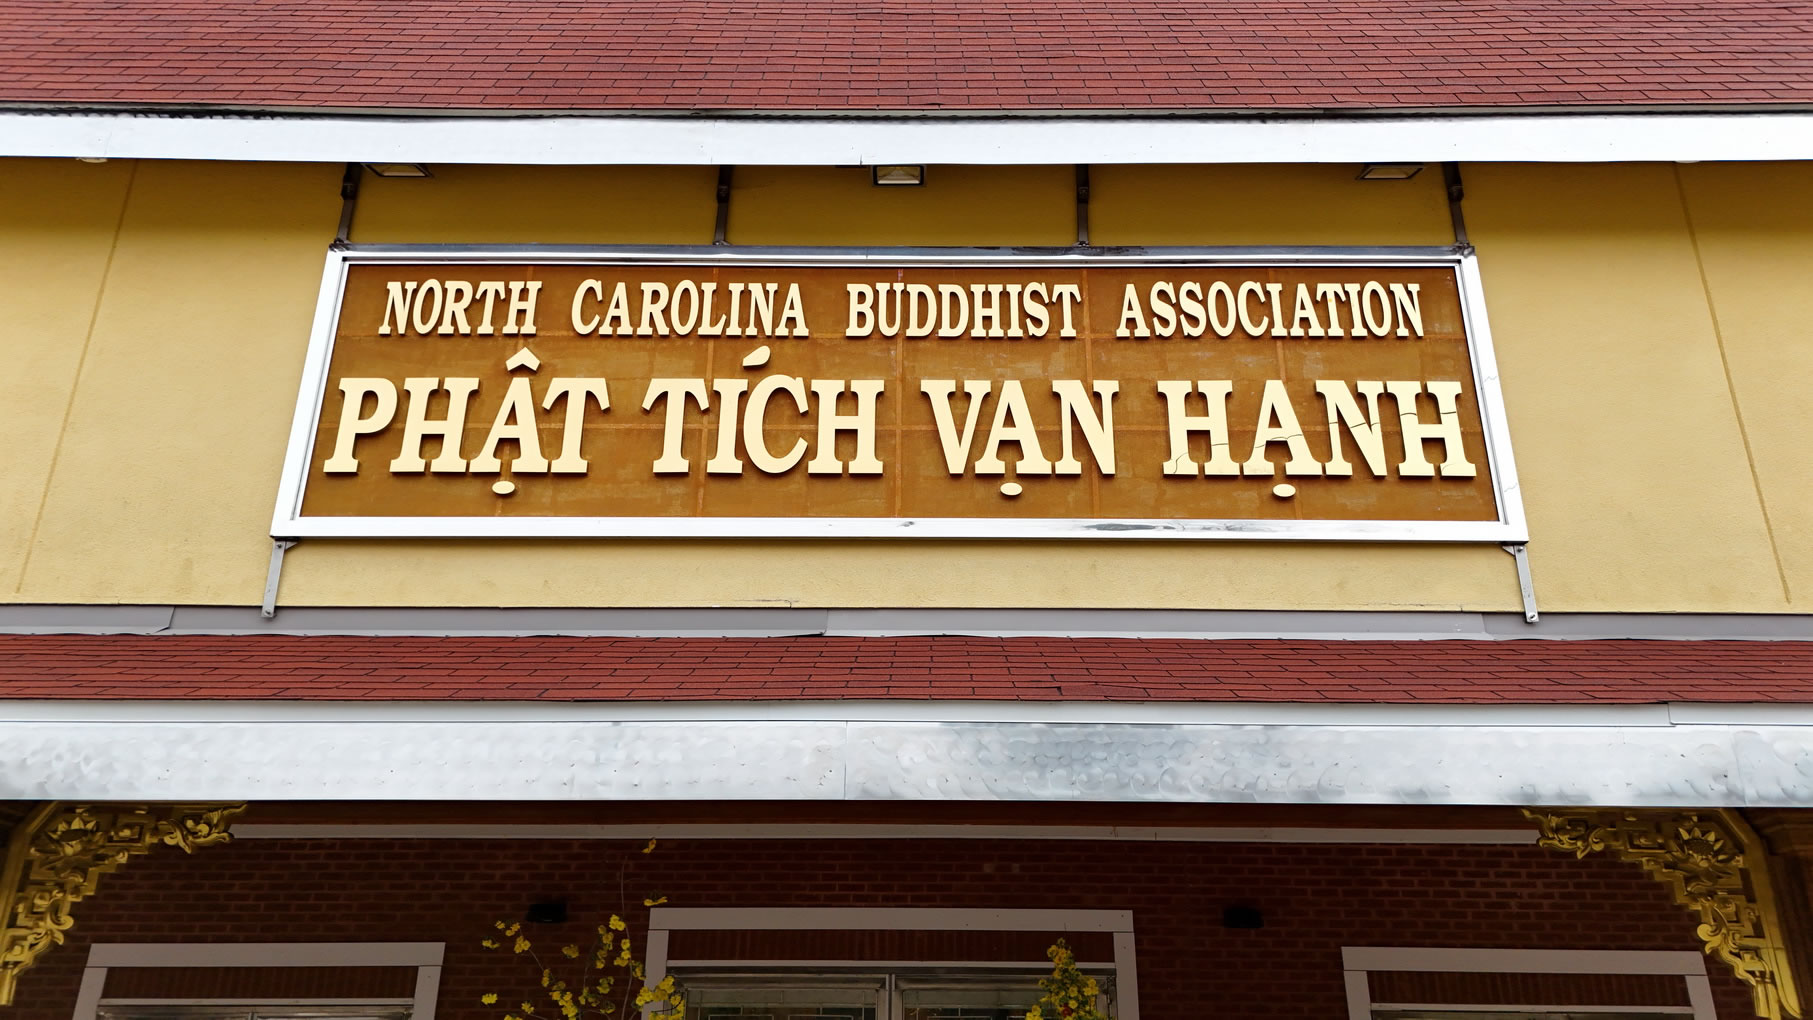 NORTH CAROLINA BUDDHIST ASSOCIATION
PHẬT TÍCH VẠN HẠNH